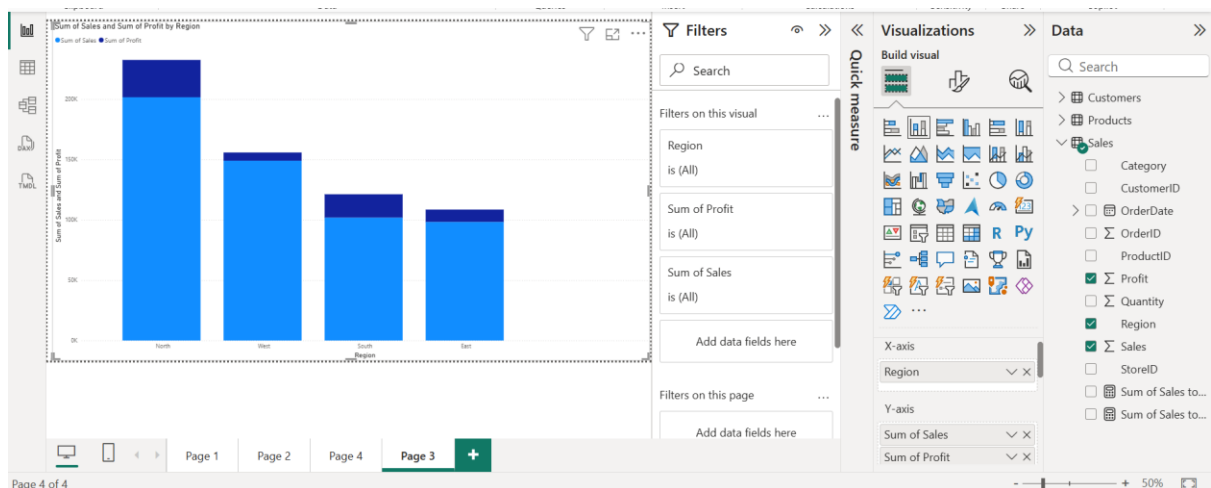 Sum of Sales and Sum of Profit by Region
Sum of Sales Sum of Profit
200K
150K
100K
50K
0K
Sum of Sales and Sum of Profit
North West South East
Region
Filters
Search
Filters on this visual ...
Region
is (All)
Sum of Profit
is (All)
Sum of Sales
is (All)
Add data fields here
Filters on this page ...
Add data fields here
Quick measure
Visualizations
Build visual
R Py
123
...
X-axis
Region
Y-axis
Sum of Sales
Sum of Profit
Data
Search
Customers
Products
Sales
Category
CustomerID
OrderDate
Σ OrderID
ProductID
Σ Profit
Σ Quantity
Region
Σ Sales
StoreID
Sum of Sales to...
Sum of Sales to...
DAX
TMDL
Page 1 Page 2 Page 4 Page 3 +
Page 4 of 4
- + 50%